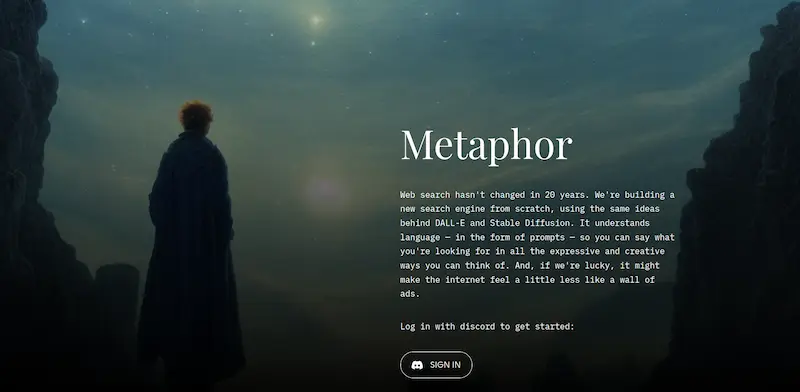 Metaphor
Web search hasn't changed in 20 years. We're building a
new search engine from scratch, using the same ideas
behind DALL-E and Stable Diffusion. It understands
language — in the form of prompts — so you can say what
you're looking for in all the expressive and creative
ways you can think of. And, if we're lucky, it might
make the internet feel a little less like a wall of
ads.
Log in with discord to get started:
SIGN IN